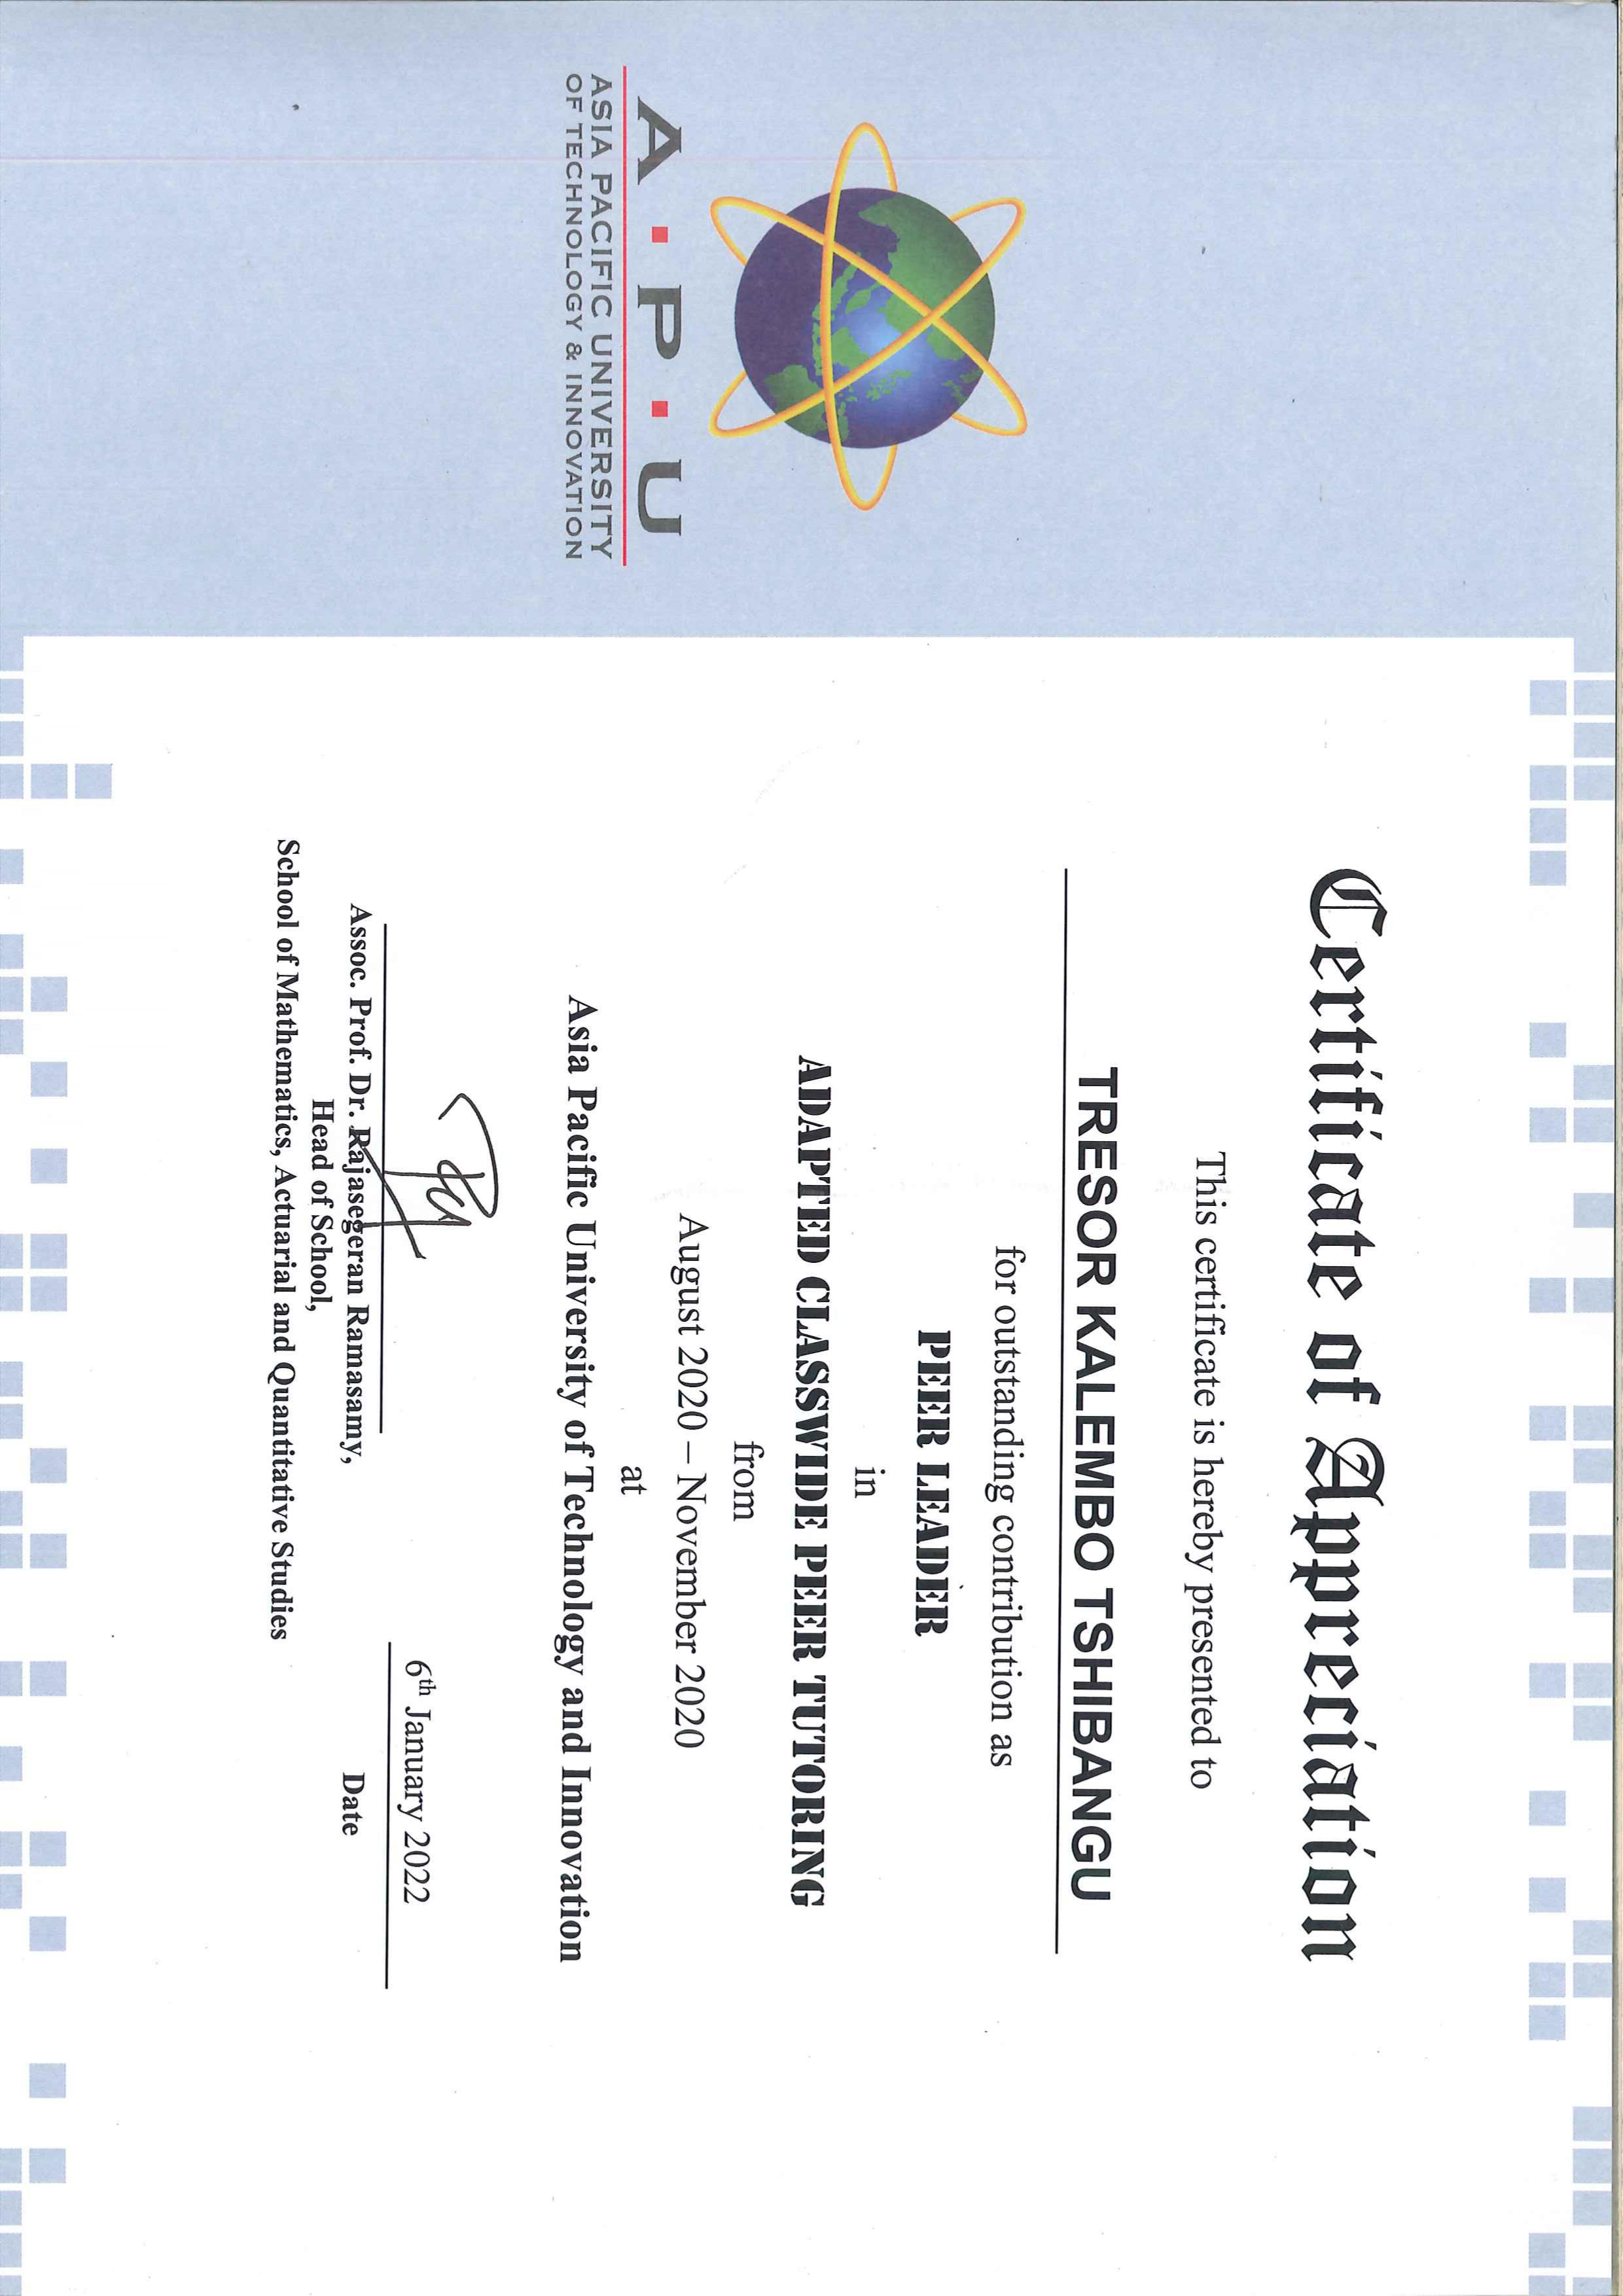 Certificate of Appreciation
This certificate is hereby presented to
TRESOR KALEMBO TSHIBANGU
for outstanding contribution as
PEER LEADER
in
ADAPTED CLASSWIDE PEER TUTORING
from
August 2020 – November 2020
at
Asia Pacific University of Technology and Innovation
A.P.U
ASIA PACIFIC UNIVERSITY
OF TECHNOLOGY & INNOVATION
6th January 2022
Assoc. Prof. Dr. Rajasegeran Ramasamy,
Head of School,
School of Mathematics, Actuarial and Quantitative Studies
Date